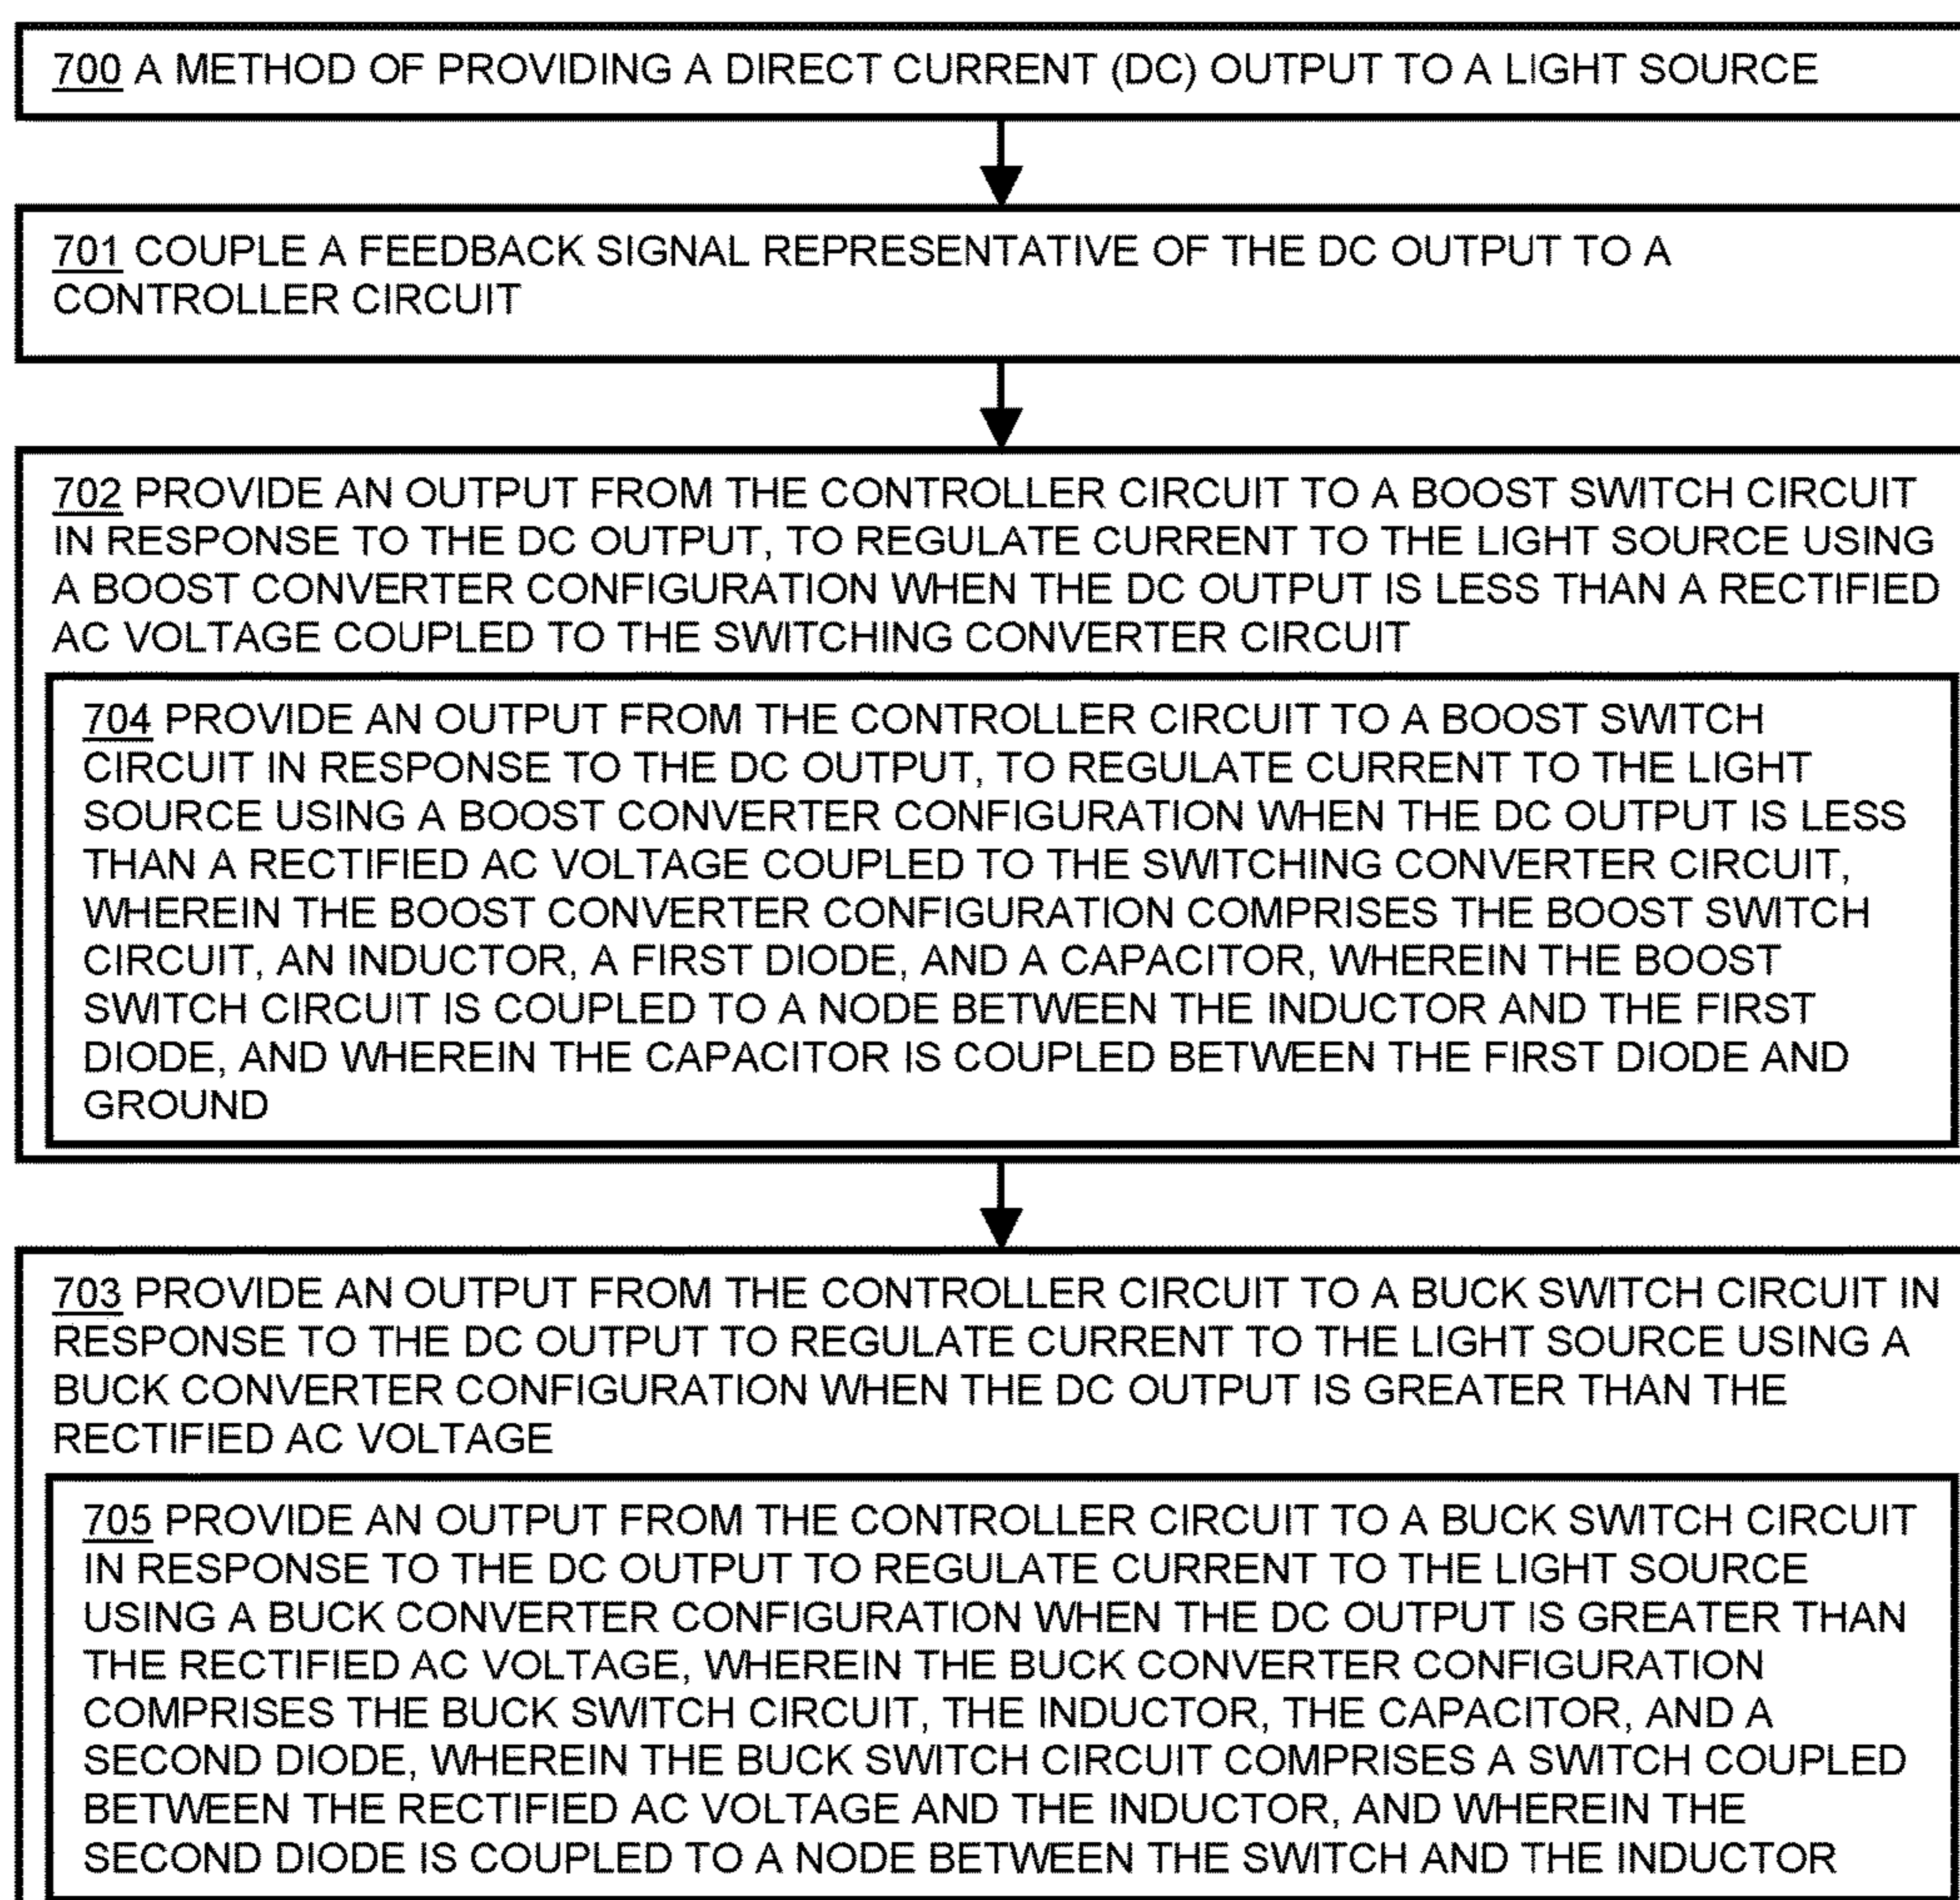 700 A METHOD OF PROVIDING A DIRECT CURRENT (DC) OUTPUT TO A LIGHT SOURCE
701 COUPLE A FEEDBACK SIGNAL REPRESENTATIVE OF THE DC OUTPUT TO A
CONTROLLER CIRCUIT
702 PROVIDE AN OUTPUT FROM THE CONTROLLER CIRCUIT TO A BOOST SWITCH CIRCUIT
IN RESPONSE TO THE DC OUTPUT, TO REGULATE CURRENT TO THE LIGHT SOURCE USING
A BOOST CONVERTER CONFIGURATION WHEN THE DC OUTPUT IS LESS THAN A RECTIFIED
AC VOLTAGE COUPLED TO THE SWITCHING CONVERTER CIRCUIT
704 PROVIDE AN OUTPUT FROM THE CONTROLLER CIRCUIT TO A BOOST SWITCH
CIRCUIT IN RESPONSE TO THE DC OUTPUT, TO REGULATE CURRENT TO THE LIGHT
SOURCE USING A BOOST CONVERTER CONFIGURATION WHEN THE DC OUTPUT IS LESS
THAN A RECTIFIED AC VOLTAGE COUPLED TO THE SWITCHING CONVERTER CIRCUIT,
WHEREIN THE BOOST CONVERTER CONFIGURATION COMPRISES THE BOOST SWITCH
CIRCUIT, AN INDUCTOR, A FIRST DIODE, AND A CAPACITOR, WHEREIN THE BOOST
SWITCH CIRCUIT IS COUPLED TO A NODE BETWEEN THE INDUCTOR AND THE FIRST
DIODE, AND WHEREIN THE CAPACITOR IS COUPLED BETWEEN THE FIRST DIODE AND
GROUND
703 PROVIDE AN OUTPUT FROM THE CONTROLLER CIRCUIT TO A BUCK SWITCH CIRCUIT IN
RESPONSE TO THE DC OUTPUT TO REGULATE CURRENT TO THE LIGHT SOURCE USING A
BUCK CONVERTER CONFIGURATION WHEN THE DC OUTPUT IS GREATER THAN THE
RECTIFIED AC VOLTAGE
705 PROVIDE AN OUTPUT FROM THE CONTROLLER CIRCUIT TO A BUCK SWITCH CIRCUIT
IN RESPONSE TO THE DC OUTPUT TO REGULATE CURRENT TO THE LIGHT SOURCE
USING A BUCK CONVERTER CONFIGURATION WHEN THE DC OUTPUT IS GREATER THAN
THE RECTIFIED AC VOLTAGE, WHEREIN THE BUCK CONVERTER CONFIGURATION
COMPRISES THE BUCK SWITCH CIRCUIT, THE INDUCTOR, THE CAPACITOR, AND A
SECOND DIODE, WHEREIN THE BUCK SWITCH CIRCUIT COMPRISES A SWITCH COUPLED
BETWEEN THE RECTIFIED AC VOLTAGE AND THE INDUCTOR, AND WHEREIN THE
SECOND DIODE IS COUPLED TO A NODE BETWEEN THE SWITCH AND THE INDUCTOR